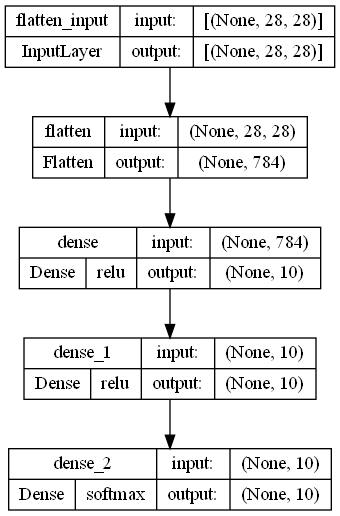 flatten_input input: [(None, 28, 28)]
InputLayer output: [(None, 28, 28)]
flatten input: (None, 28, 28)
Flatten output: (None, 784)
dense input: (None, 784)
Dense relu output: (None, 10)
dense_1 input: (None, 10)
Dense relu output: (None, 10)
dense_2 input: (None, 10)
Dense softmax output: (None, 10)